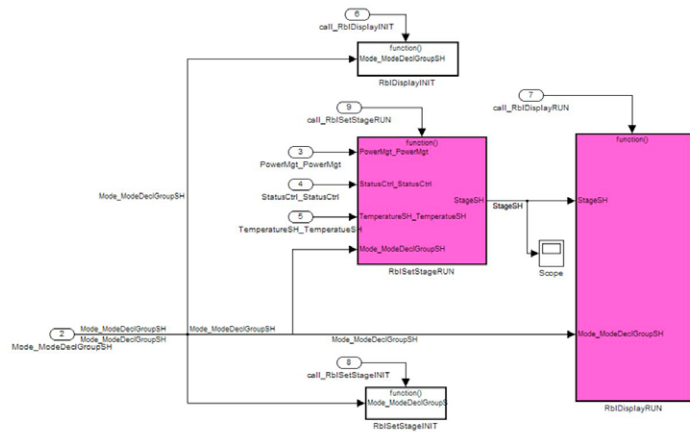 6
call_RblDisplayINIT
function()
Mode_ModeDeclGroupSH
RblDisplayINIT
9
call_RblSetStageRUN
7
call_RblDisplayRUN
function()
3
PowerMgt_PowerMgt
PowerMgt_PowerMgt
4
StatusCtrl_StatusCtrl
StatusCtrl_StatusCtrl
5
TemperatureSH_TemperatueSH
TemperatureSH_TemperatueSH
Mode_ModeDeclGroupSH
StageSH
RblSetStageRUN
StageSH
Scope
function()
StageSH
Mode_ModeDeclGroupSH
RblDisplayRUN
Mode_ModeDeclGroupSH
2
Mode_ModeDeclGroupSH
Mode_ModeDeclGroupSH
Mode_ModeDeclGroupSH
Mode_ModeDeclGroupSH
Mode_ModeDeclGroupSH
8
call_RblSetStageINIT
function()
Mode_ModeDeclGroupS
RblSetStageINIT